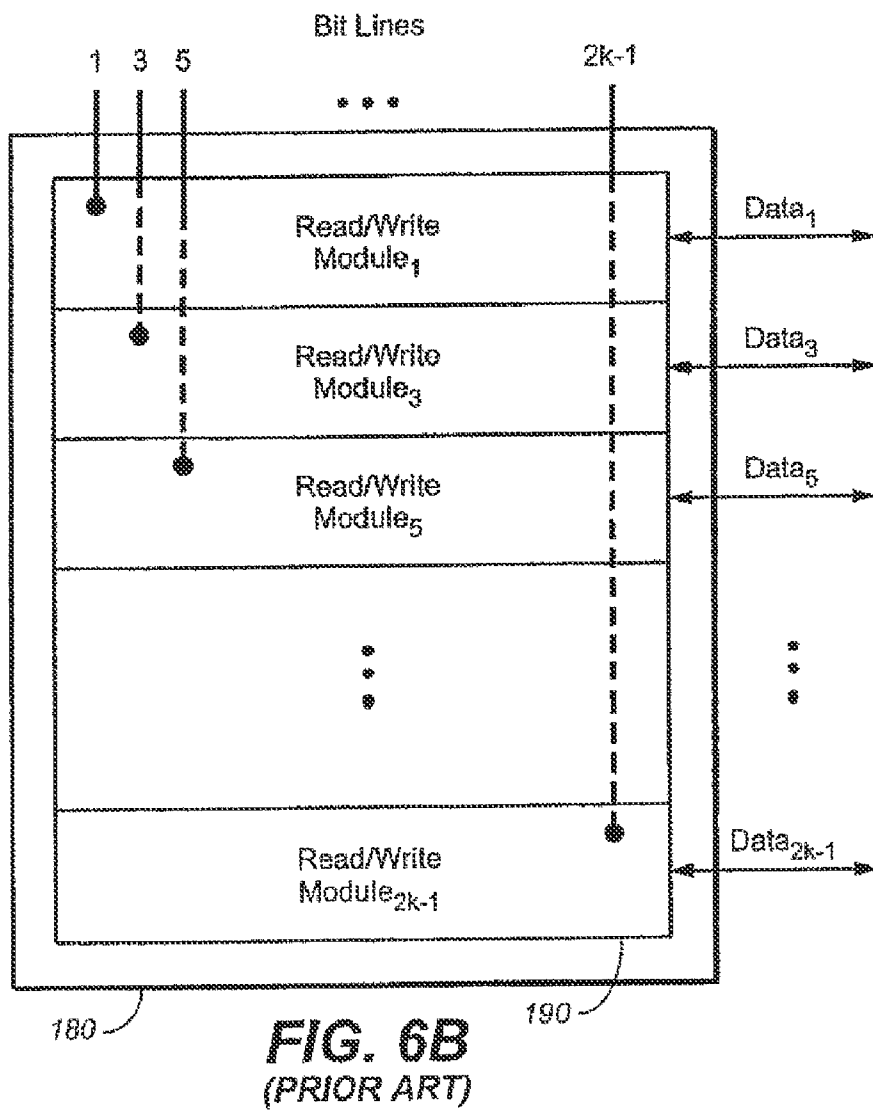 Bit Lines
1 3 5 2k-1
• • •
Read/Write
Module₁
Data₁
Read/Write
Module₃
Data₃
Read/Write
Module₅
Data₅
Read/Write
Module₂ₖ₋₁
Data₂ₖ₋₁
180
190
FIG. 6B
(PRIOR ART)